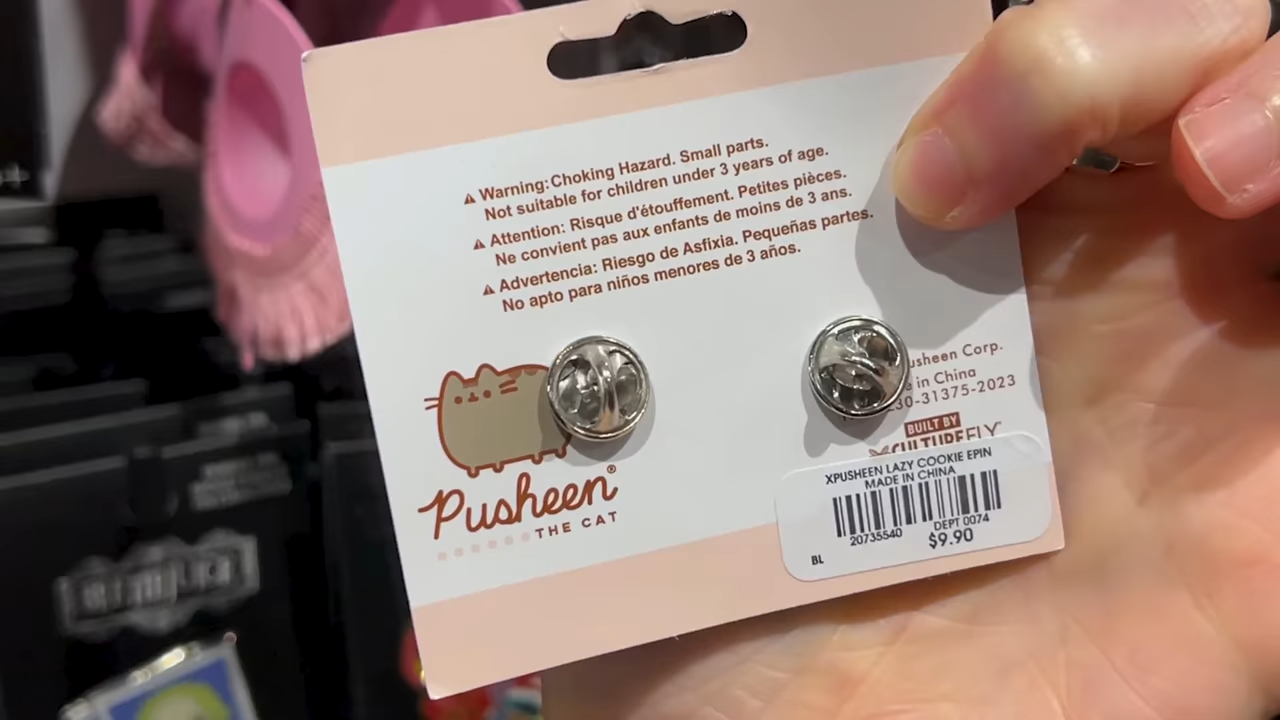 ⚠ Warning: Choking Hazard. Small parts.
Not suitable for children under 3 years of age.
⚠ Attention: Risque d'étouffement. Petites pièces.
Ne convient pas aux enfants de moins de 3 ans.
⚠ Advertencia: Riesgo de Asfixia. Pequeñas partes.
No apto para niños menores de 3 años.
Pusheen®
THE CAT
usheen Corp.
in China
30-31375-2023
BUILT BY
CULTUREFLY
XPUSHEEN LAZY COOKIE EPIN
MADE IN CHINA
20735540 DEPT 0074
$9.90
BL